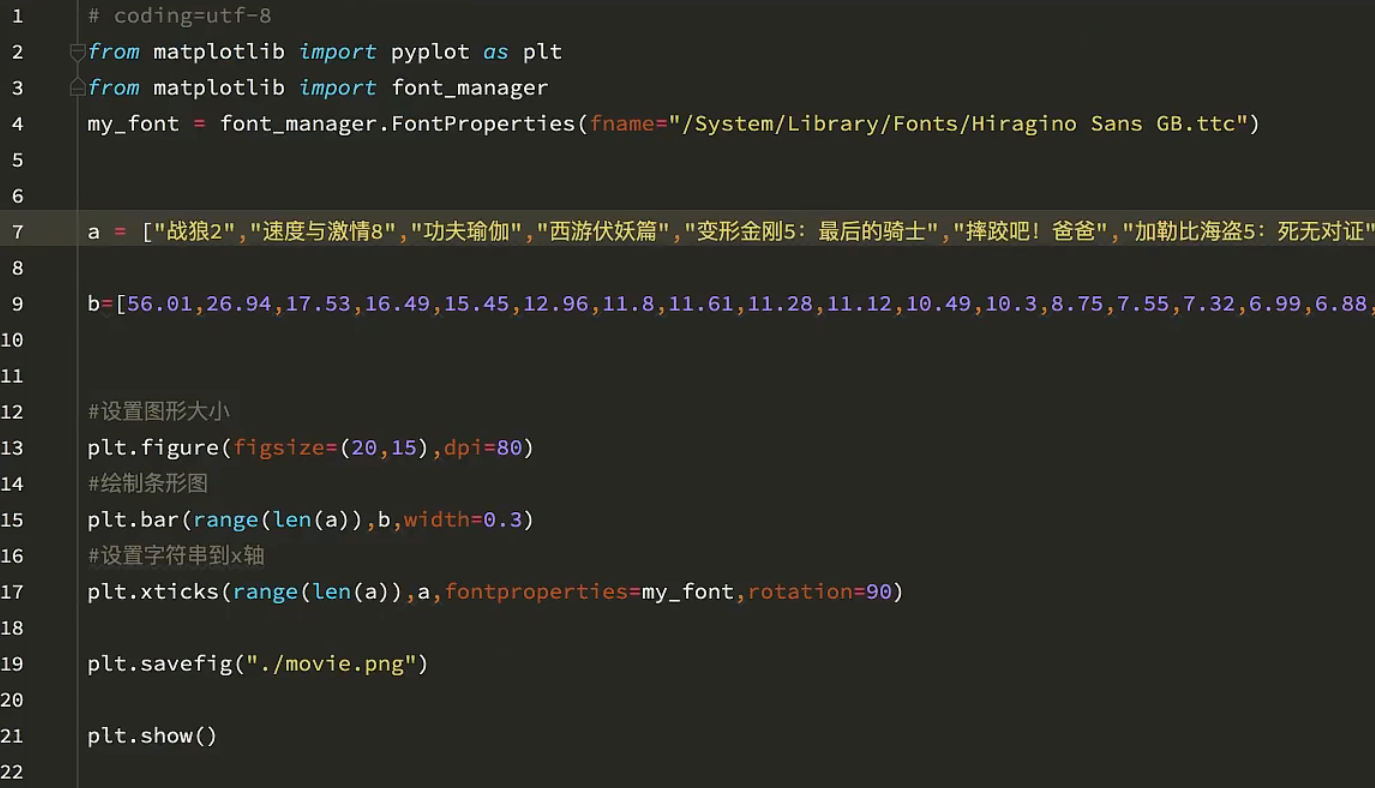 1 # coding=utf-8
2 from matplotlib import pyplot as plt
3 from matplotlib import font_manager
4 my_font = font_manager.FontProperties(fname="/System/Library/Fonts/Hiragino Sans GB.ttc")
5
6
7 a = ["战狼2","速度与激情8","功夫瑜伽","西游伏妖篇","变形金刚5：最后的骑士","摔跤吧！爸爸","加勒比海盗5：死无对证"
8
9 b=[56.01,26.94,17.53,16.49,15.45,12.96,11.8,11.61,11.28,11.12,10.49,10.3,8.75,7.55,7.32,6.99,6.88,
10
11
12 #设置图形大小
13 plt.figure(figsize=(20,15),dpi=80)
14 #绘制条形图
15 plt.bar(range(len(a)),b,width=0.3)
16 #设置字符串到x轴
17 plt.xticks(range(len(a)),a,fontproperties=my_font,rotation=90)
18
19 plt.savefig("./movie.png")
20
21 plt.show()
22